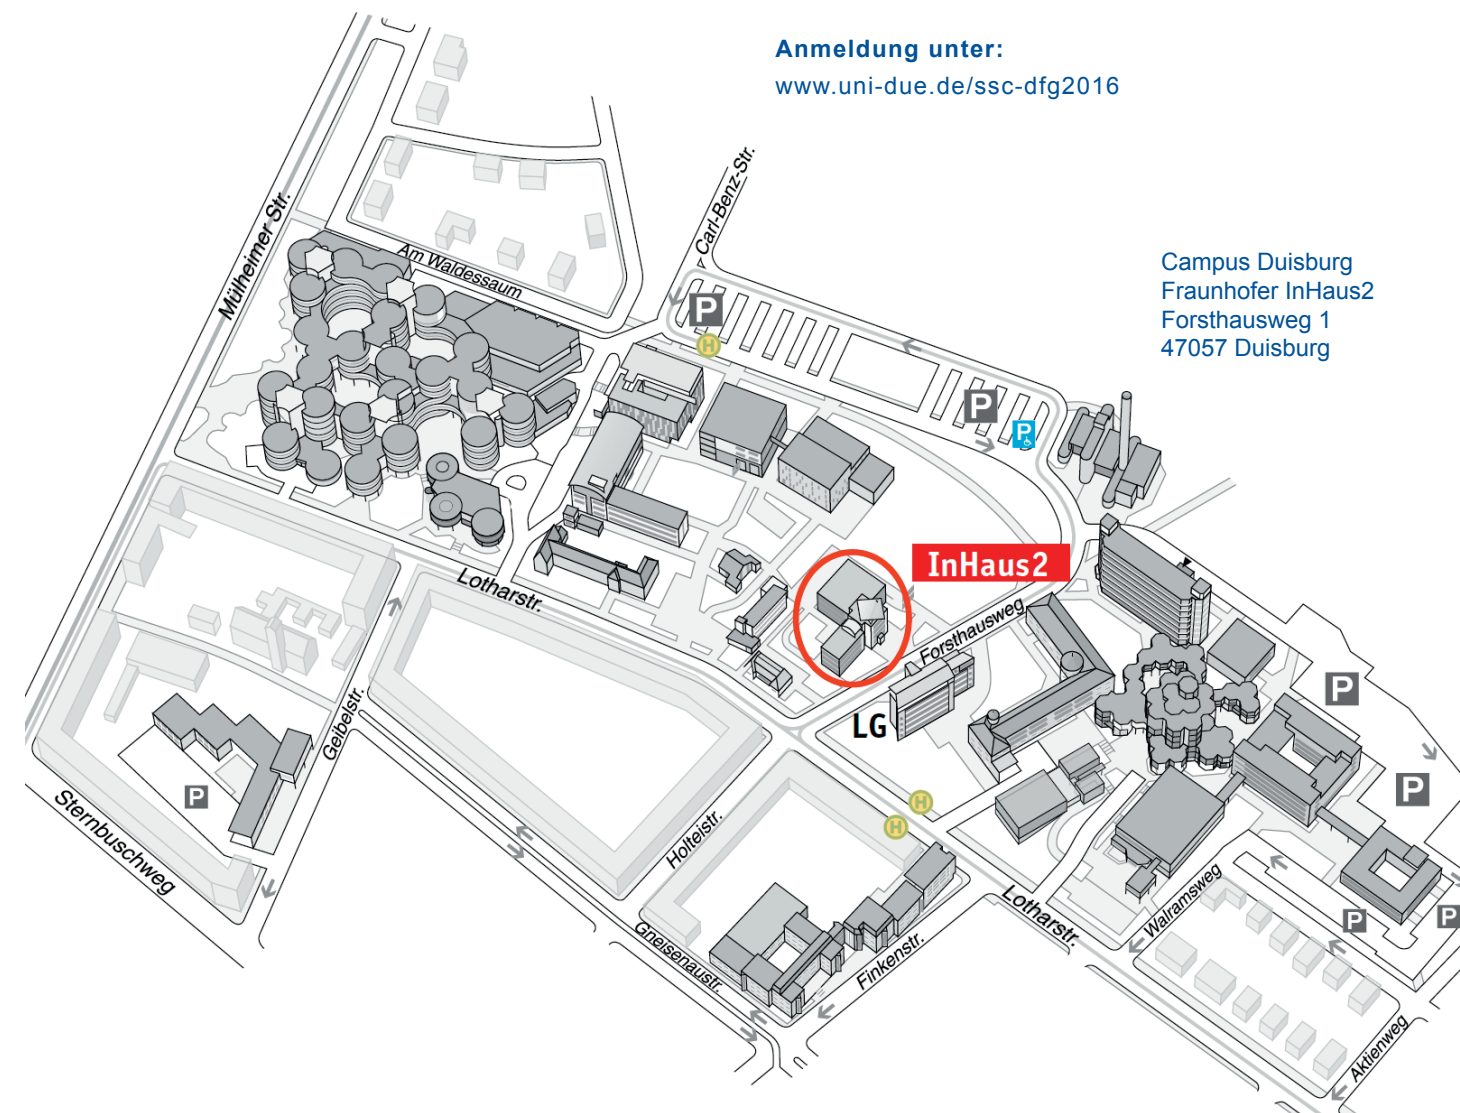 Anmeldung unter:
www.uni-due.de/ssc-dfg2016
Carl-Benz-Str.
Mülheimer Str.
Am Waldessaum
Campus Duisburg
Fraunhofer InHaus2
Forsthausweg 1
47057 Duisburg
P
H
P
P
InHaus2
Lotharstr.
Forsthausweg
LG
P
Geibelstr.
P
P
Sternbuschweg
H
H
Holteistr.
Lotharstr.
Walramsweg
P
P
Gneisenaustr.
Finkenstr.
Aktienweg